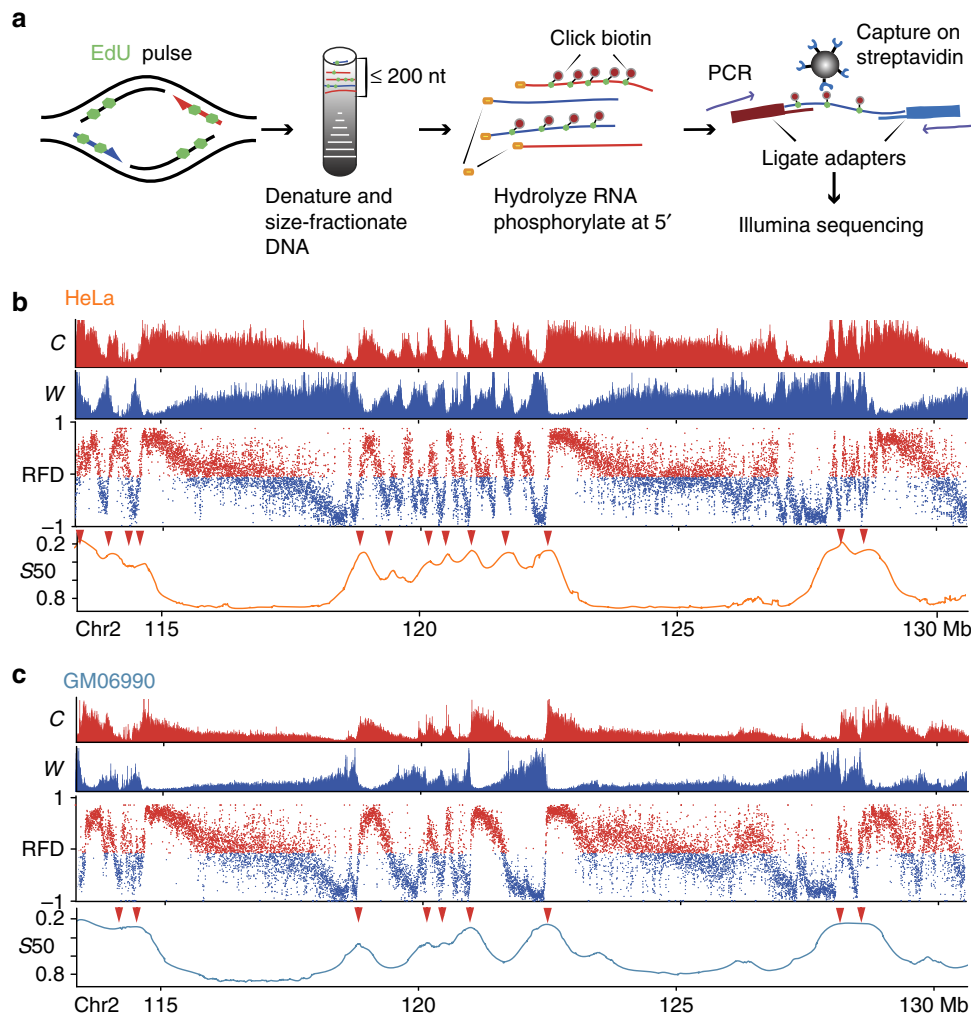 a
EdU pulse
≤ 200 nt
Denature and
size-fractionate
DNA
Click biotin
Hydrolyze RNA
phosphorylate at 5′
PCR
Capture on
streptavidin
Ligate adapters
Illumina sequencing
b
HeLa
C
W
1
RFD
−1
0.2
S50
0.8
Chr2 115 120 125 130 Mb
c
GM06990
C
W
1
RFD
−1
0.2
S50
0.8
Chr2 115 120 125 130 Mb